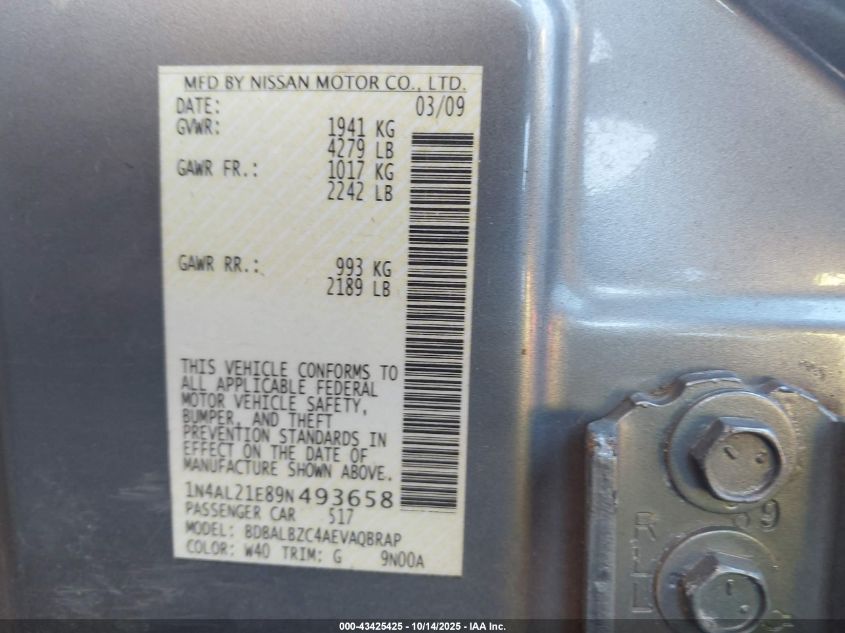 MFD BY NISSAN MOTOR CO., LTD.
DATE: 03/09
GVWR: 1941 KG
4279 LB
GAWR FR.: 1017 KG
2242 LB
GAWR RR.: 993 KG
2189 LB
THIS VEHICLE CONFORMS TO
ALL APPLICABLE FEDERAL
MOTOR VEHICLE SAFETY,
BUMPER, AND THEFT
PREVENTION STANDARDS IN
EFFECT ON THE DATE OF
MANUFACTURE SHOWN ABOVE.
1N4AL21E89N493658
PASSENGER CAR 517
MODEL: BDBALBZC4AEVAQBRAP
COLOR: W40 TRIM: G 9N00A
000-43425425 - 10/14/2025 - IAA Inc.